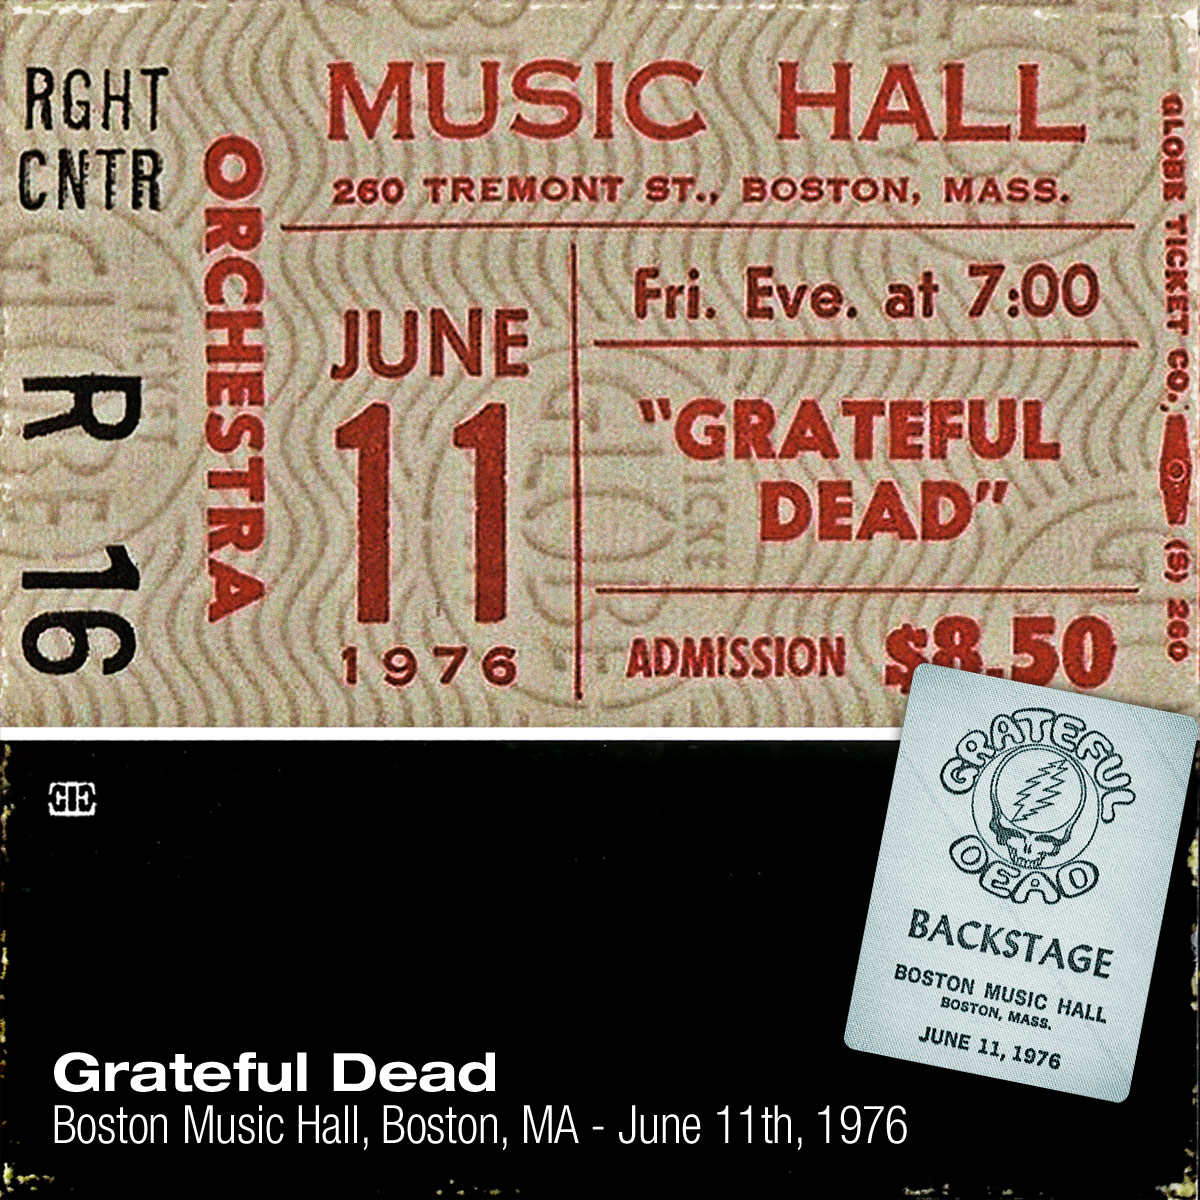 RGHT
CNTR
R 16
ORCHESTRA
MUSIC HALL
260 TREMONT ST., BOSTON, MASS.
JUNE
11
1976
Fri. Eve. at 7:00
"GRATEFUL
DEAD"
ADMISSION $8.50
GLOBE TICKET CO., (S) 260
GRATEFUL
DEAD
BACKSTAGE
BOSTON MUSIC HALL
BOSTON, MASS.
JUNE 11, 1976
Grateful Dead
Boston Music Hall, Boston, MA - June 11th, 1976